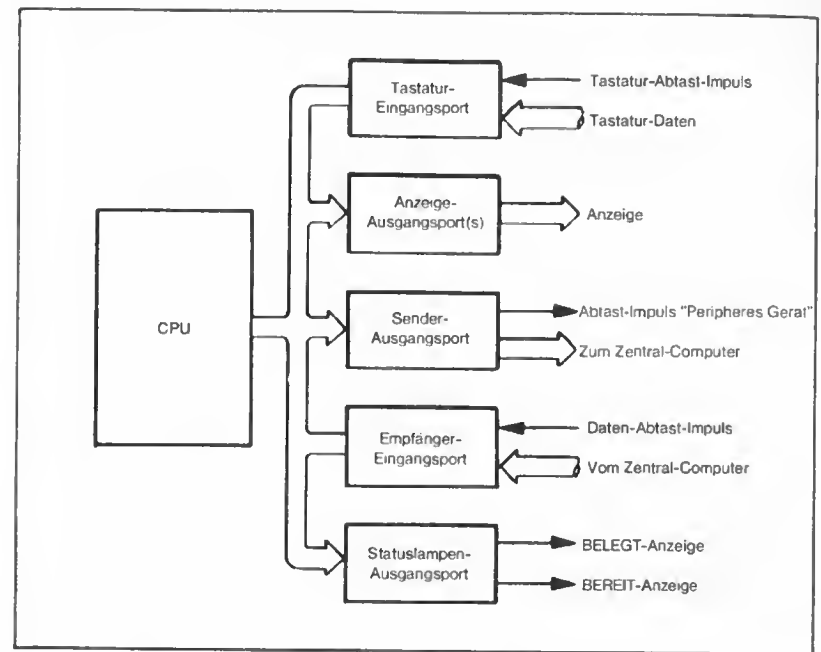 Tastatur-
Eingangsport
Tastatur-Abtast-Impuls
Tastatur-Daten
Anzeige-
Ausgangsport(s)
Anzeige
CPU
Sender-
Ausgangsport
Abtast-Impuls "Peripheres Gerat"
Zum Zentral-Computer
Empfänger-
Eingangsport
Daten-Abtast-Impuls
Vom Zentral-Computer
Statuslampen-
Ausgangsport
BELEGT-Anzeige
BEREIT-Anzeige